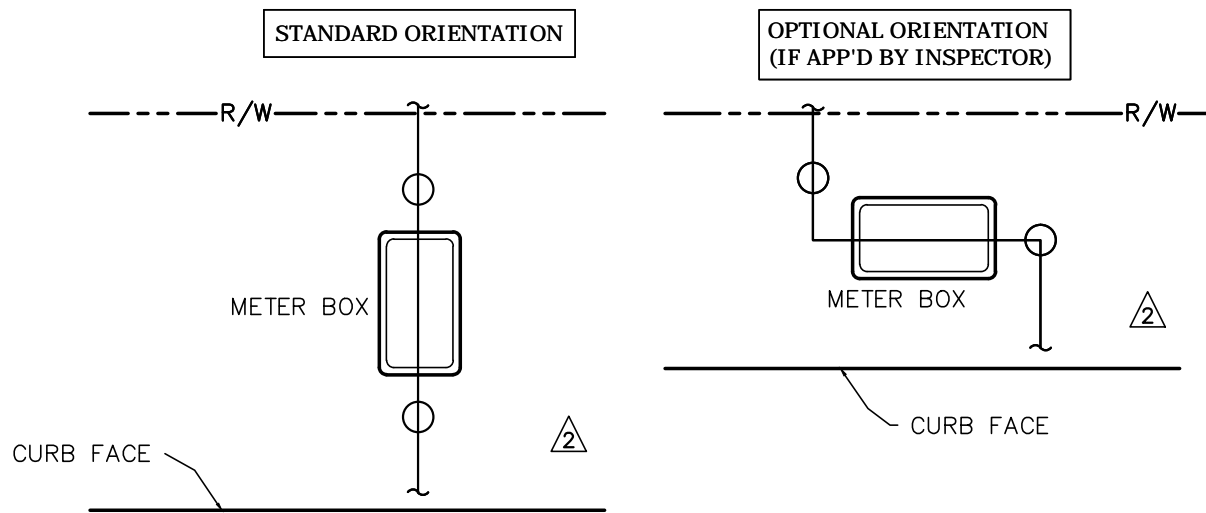 STANDARD ORIENTATION
R/W
METER BOX
2
CURB FACE
OPTIONAL ORIENTATION
(IF APP'D BY INSPECTOR)
R/W
METER BOX
2
CURB FACE